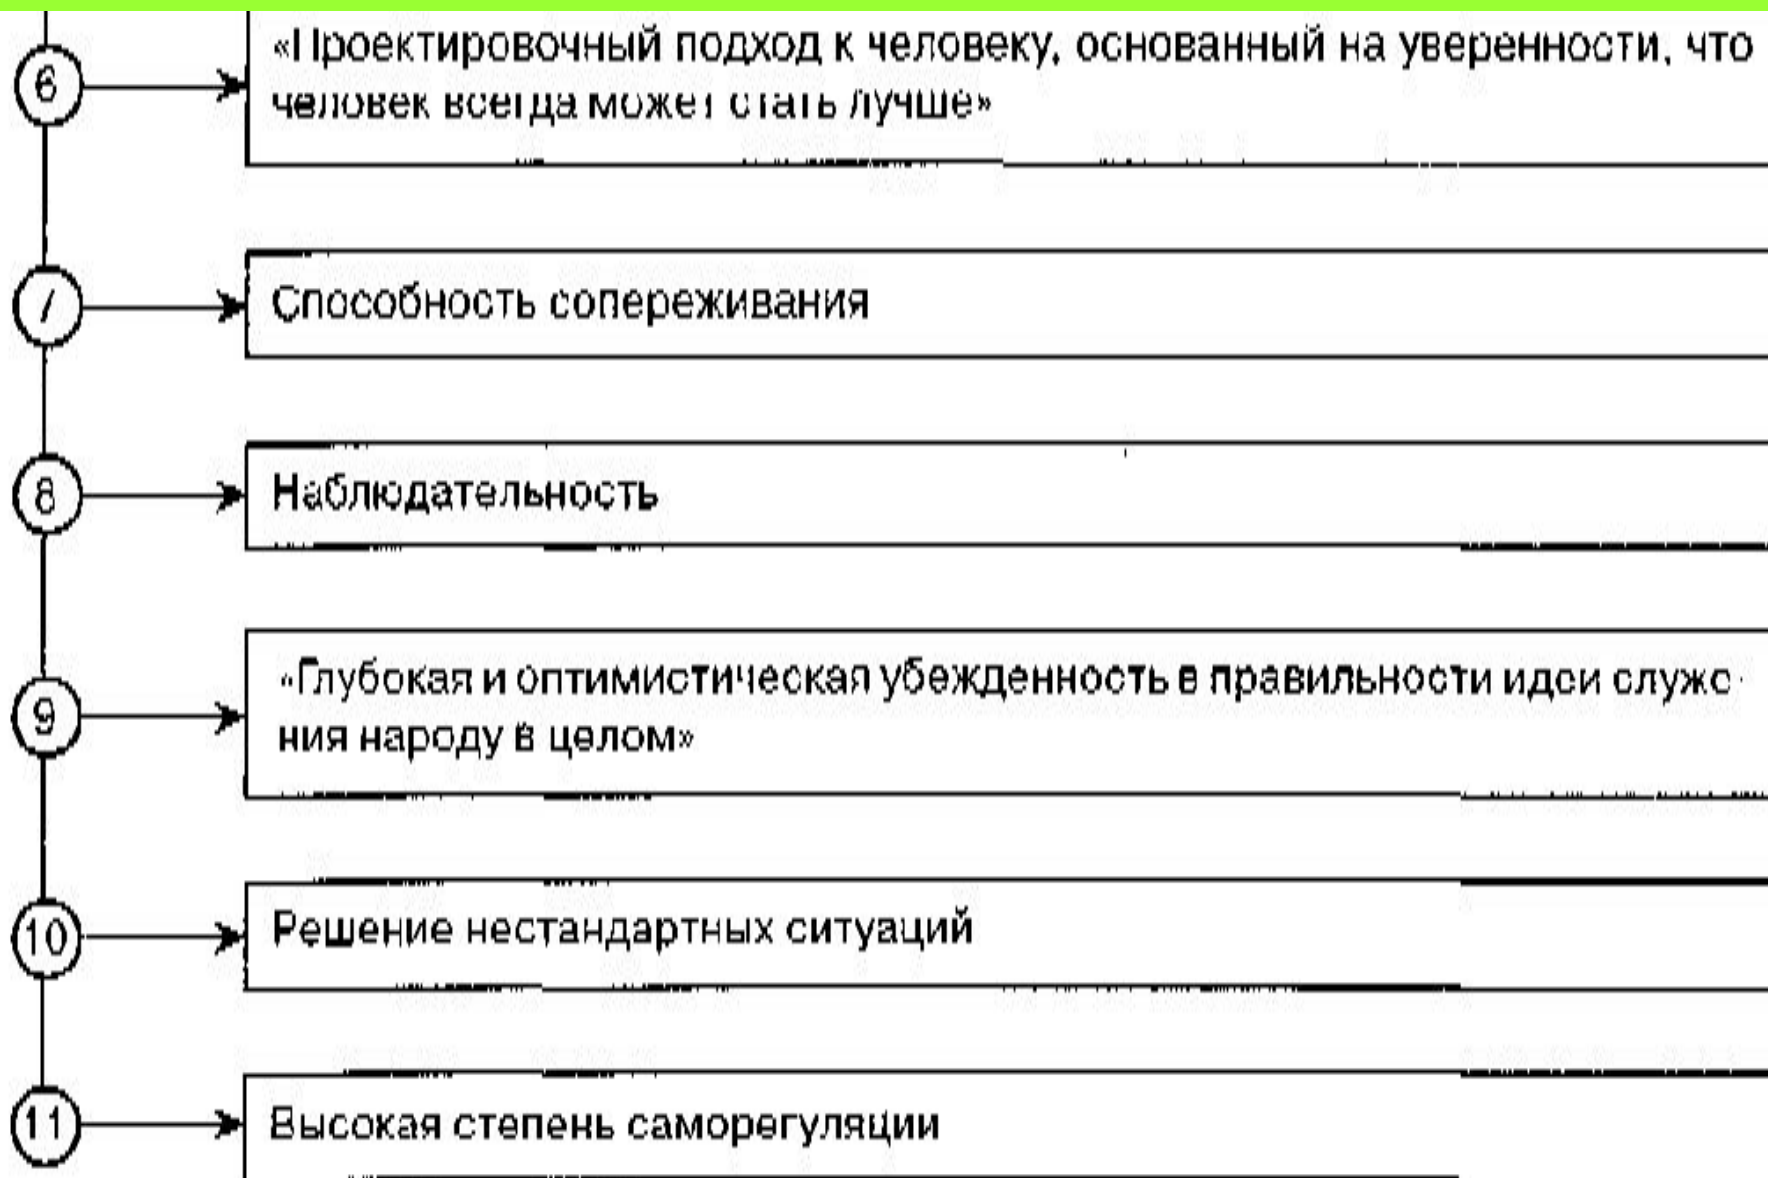 6
«Проектировочный подход к человеку, основанный на уверенности, что
человек всегда может стать лучше»
7
Способность сопереживания
8
Наблюдательность
9
«Глубокая и оптимистическая убежденность в правильности идеи служе-
ния народу в целом»
10
Решение нестандартных ситуаций
11
Высокая степень саморегуляции